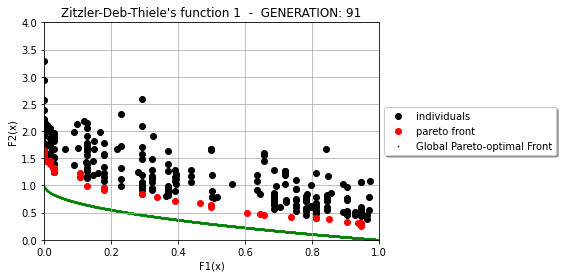 Zitzler-Deb-Thiele's function 1 - GENERATION: 91
4.0
3.5
3.0
2.5
2.0
1.5
1.0
0.5
0.0
F2(x)
0.0 0.2 0.4 0.6 0.8 1.0
F1(x)
individuals
pareto front
Global Pareto-optimal Front